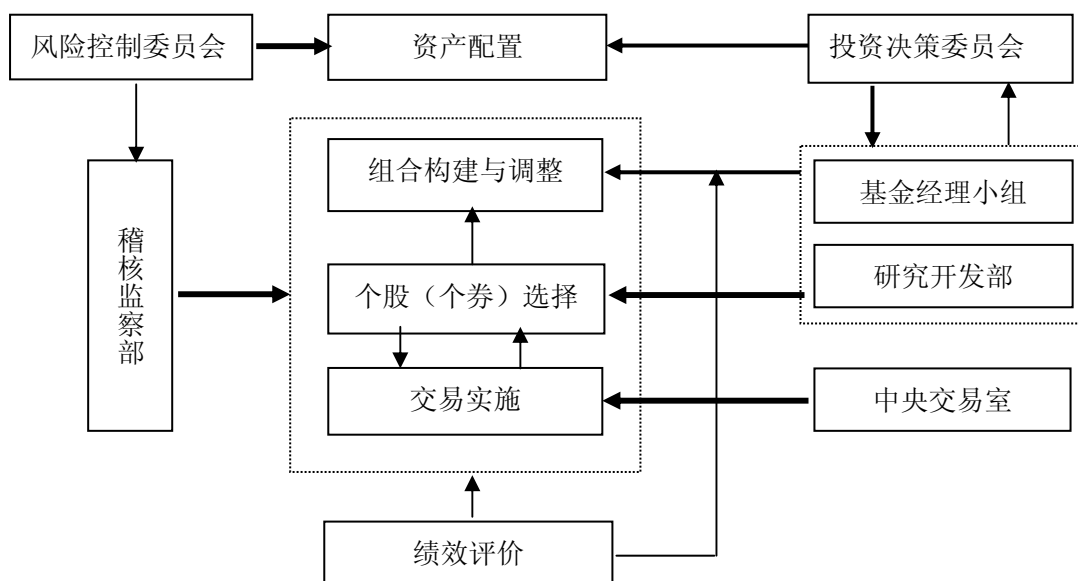 风险控制委员会
资产配置
投资决策委员会
组合构建与调整
基金经理小组
稽核监察部
个股（个券）选择
研究开发部
交易实施
中央交易室
绩效评价